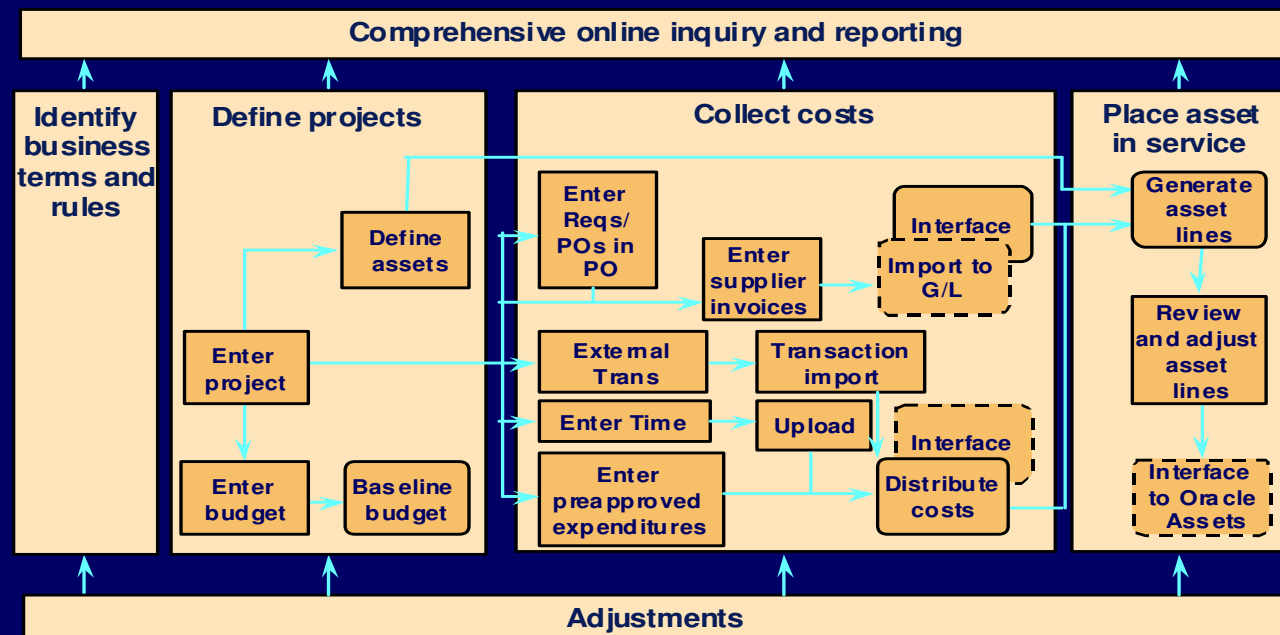 Comprehensive online inquiry and reporting
Identify
business
terms and
rules
Define projects
Define
assets
Enter
project
Enter
budget
Baseline
budget
Collect costs
Enter
Reqs/
POs in
PO
Enter
supplier
invoices
Interface
Import to
G/L
External
Trans
Transaction
import
Enter Time
Upload
Interface
Enter
preapproved
expenditures
Distribute
costs
Place asset
in service
Generate
asset
lines
Review
and adjust
asset
lines
Interface
to Oracle
Assets
Adjustments